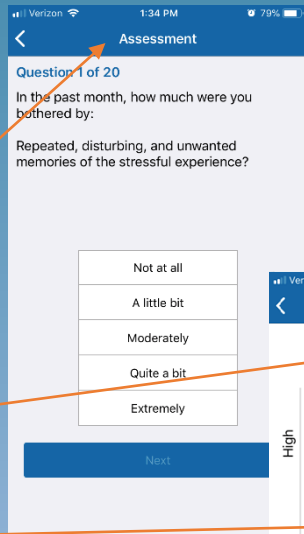 Verizon 1:34 PM 79%
Assessment
Question 1 of 20
In the past month, how much were you
bothered by:
Repeated, disturbing, and unwanted
memories of the stressful experience?
Not at all
A little bit
Moderately
Quite a bit
Extremely
Next
Ver
High